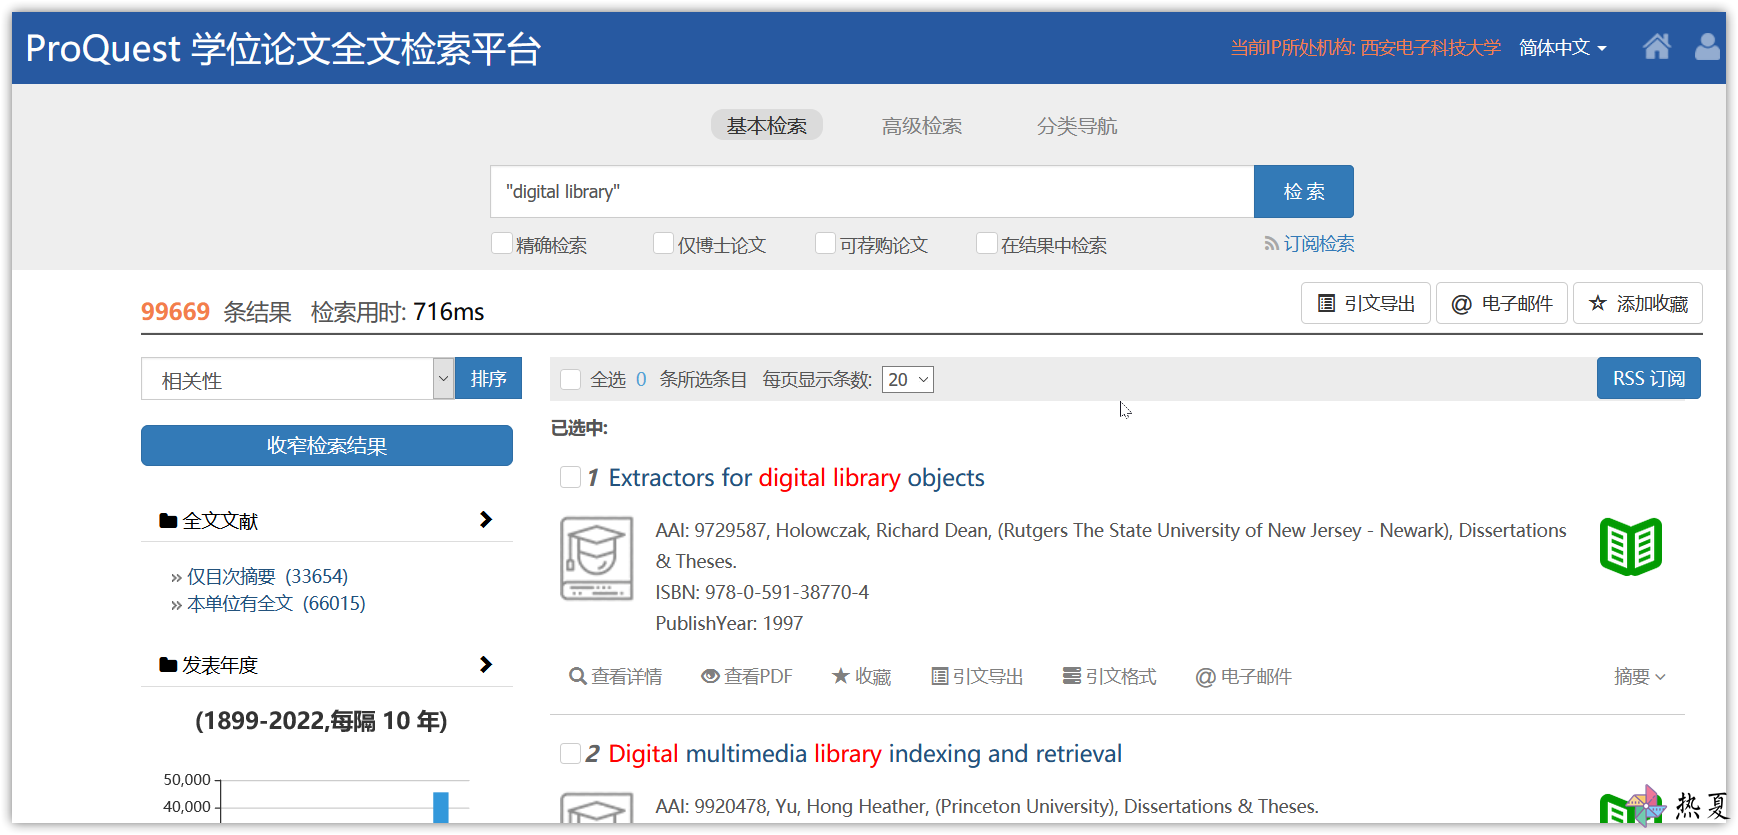 ProQuest 学位论文全文检索平台
当前IP所处机构: 西安电子科技大学 简体中文
基本检索 高级检索 分类导航
"digital library" 检 索
精确检索 仅博士论文 可荐购论文 在结果中检索 订阅检索
99669 条结果 检索用时: 716ms
引文导出 @ 电子邮件 添加收藏
相关性 排序
全选 0 条所选条目 每页显示条数: 20
RSS 订阅
收窄检索结果
已选中:
1 Extractors for digital library objects
全文文献
AAI: 9729587, Holowczak, Richard Dean, (Rutgers The State University of New Jersey - Newark), Dissertations
& Theses.
ISBN: 978-0-591-38770-4
PublishYear: 1997
» 仅目次摘要 (33654)
» 本单位有全文 (66015)
发表年度
查看详情 查看PDF 收藏 引文导出 引文格式 @ 电子邮件 摘要
(1899-2022,每隔 10 年)
50,000
40,000
2 Digital multimedia library indexing and retrieval
AAI: 9920478, Yu, Hong Heather, (Princeton University), Dissertations & Theses.
热夏